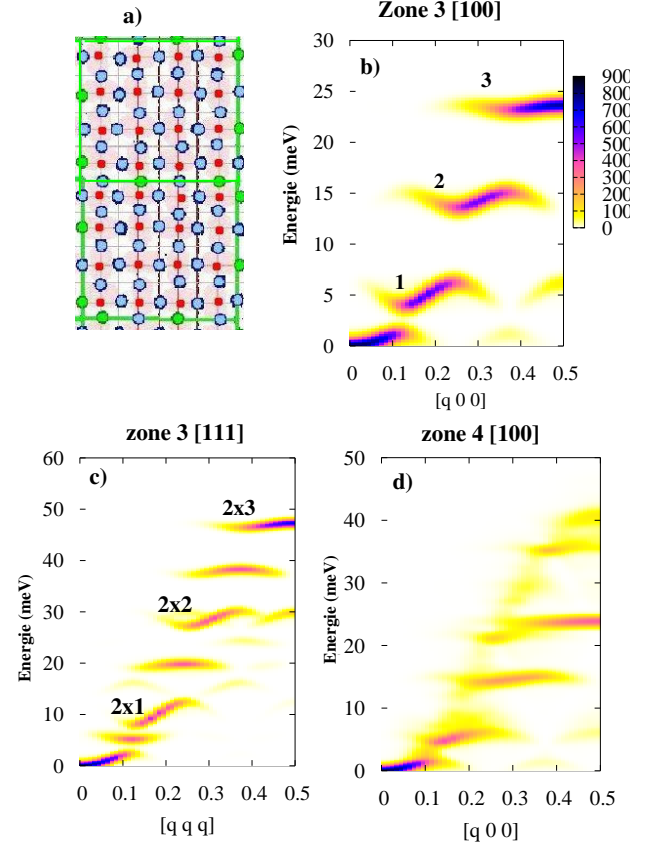 a)
Zone 3 [100]
b)
30
25
20
15
10
5
0
Energie (meV)
3
2
1
0 0.1 0.2 0.3 0.4 0.5
[q 0 0]
900
800
700
600
500
400
300
200
100
0
zone 3 [111]
c)
60
50
40
30
20
10
0
Energie (meV)
2x3
2x2
2x1
0 0.1 0.2 0.3 0.4 0.5
[q q q]
zone 4 [100]
d)
50
40
30
20
10
0
Energie (meV)
0 0.1 0.2 0.3 0.4 0.5
[q 0 0]